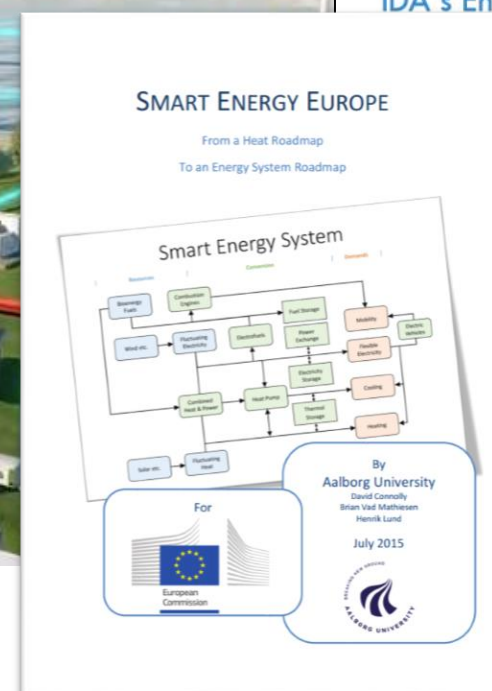 IDA's En
SMART ENERGY EUROPE
From a Heat Roadmap
To an Energy System Roadmap
Smart Energy System
Resources
Conversion
Demands
Bioenergy
Fuels
Combustion
Engines
Fuel Storage
Mobility
Wind etc.
Fluctuating
Electricity
Electrofuels
Power
Exchange
Electric
Vehicles
Flexible
Electricity
Electricity
Storage
Combined
Heat & Power
Heat Pump
Cooling
Thermal
Storage
Heating
Solar etc.
Fluctuating
Heat
For
European
Commission
By
Aalborg University
David Connolly
Brian Vad Mathiesen
Henrik Lund
July 2015
AALBORG UNIVERSITY